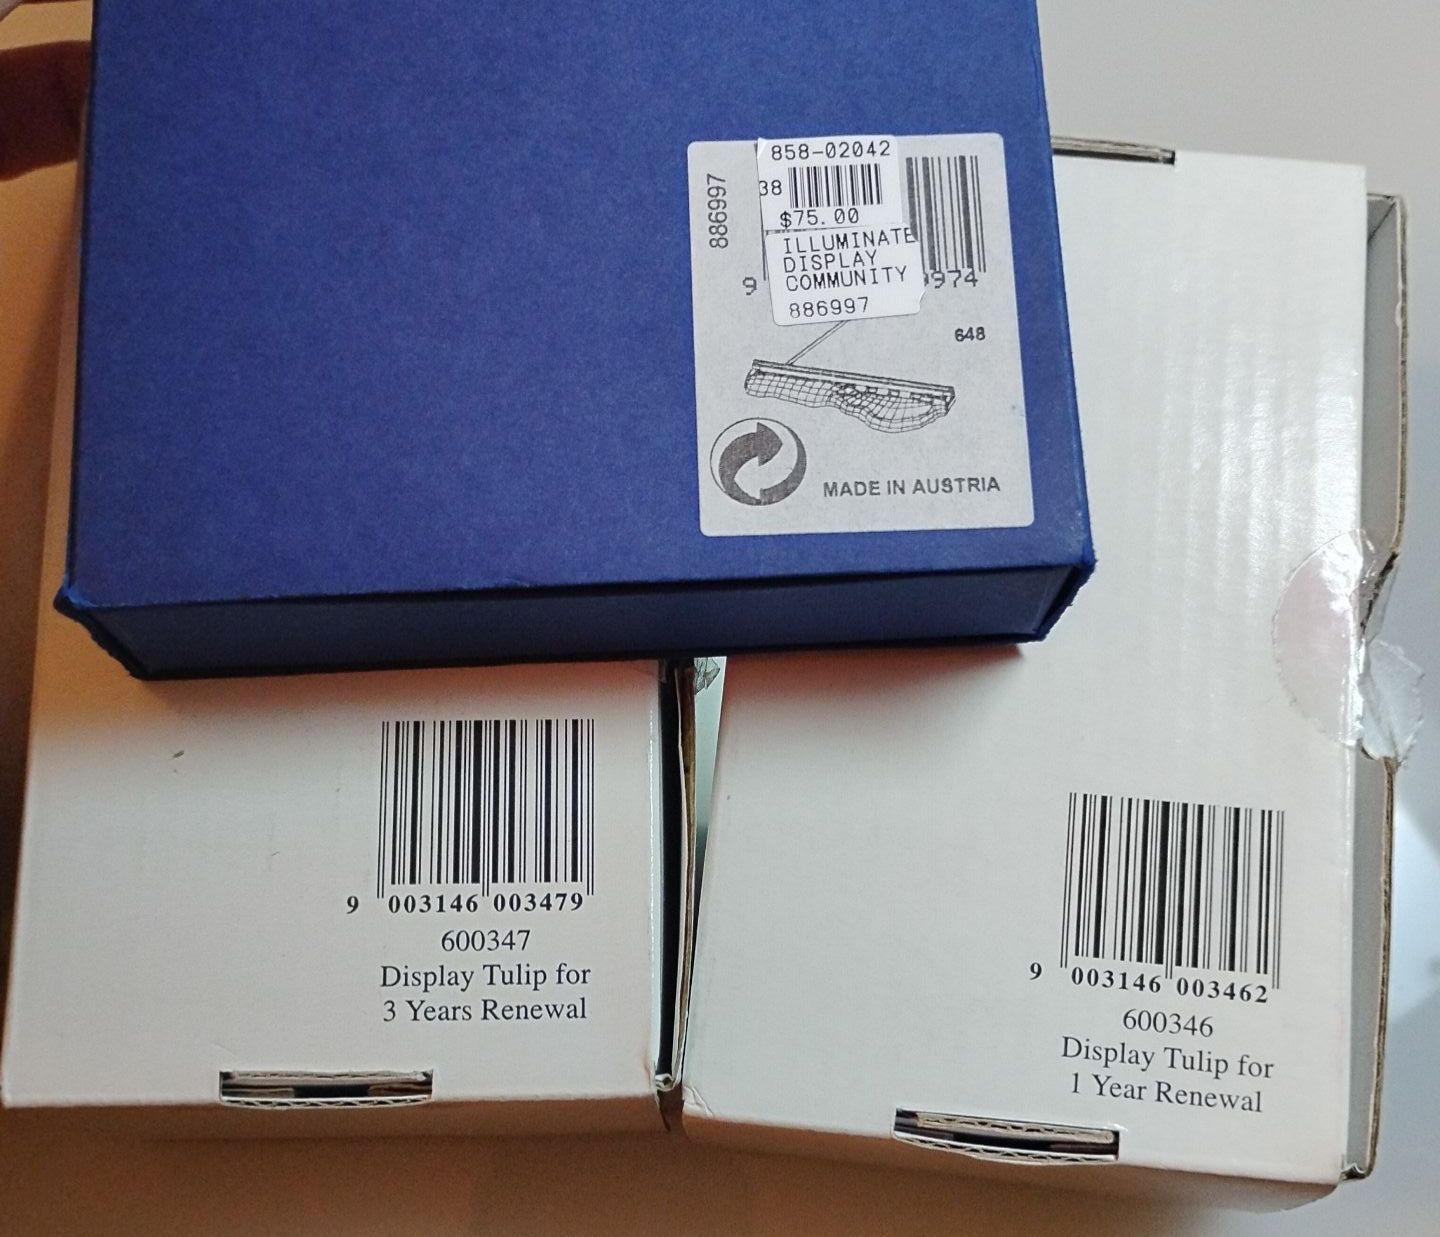 886997
858-02042
38
$75.00
ILLUMINATE
DISPLAY
COMMUNITY
886997
9 9974
648
MADE IN AUSTRIA
9 003146 003479
600347
Display Tulip for
3 Years Renewal
9 003146 003462
600346
Display Tulip for
1 Year Renewal